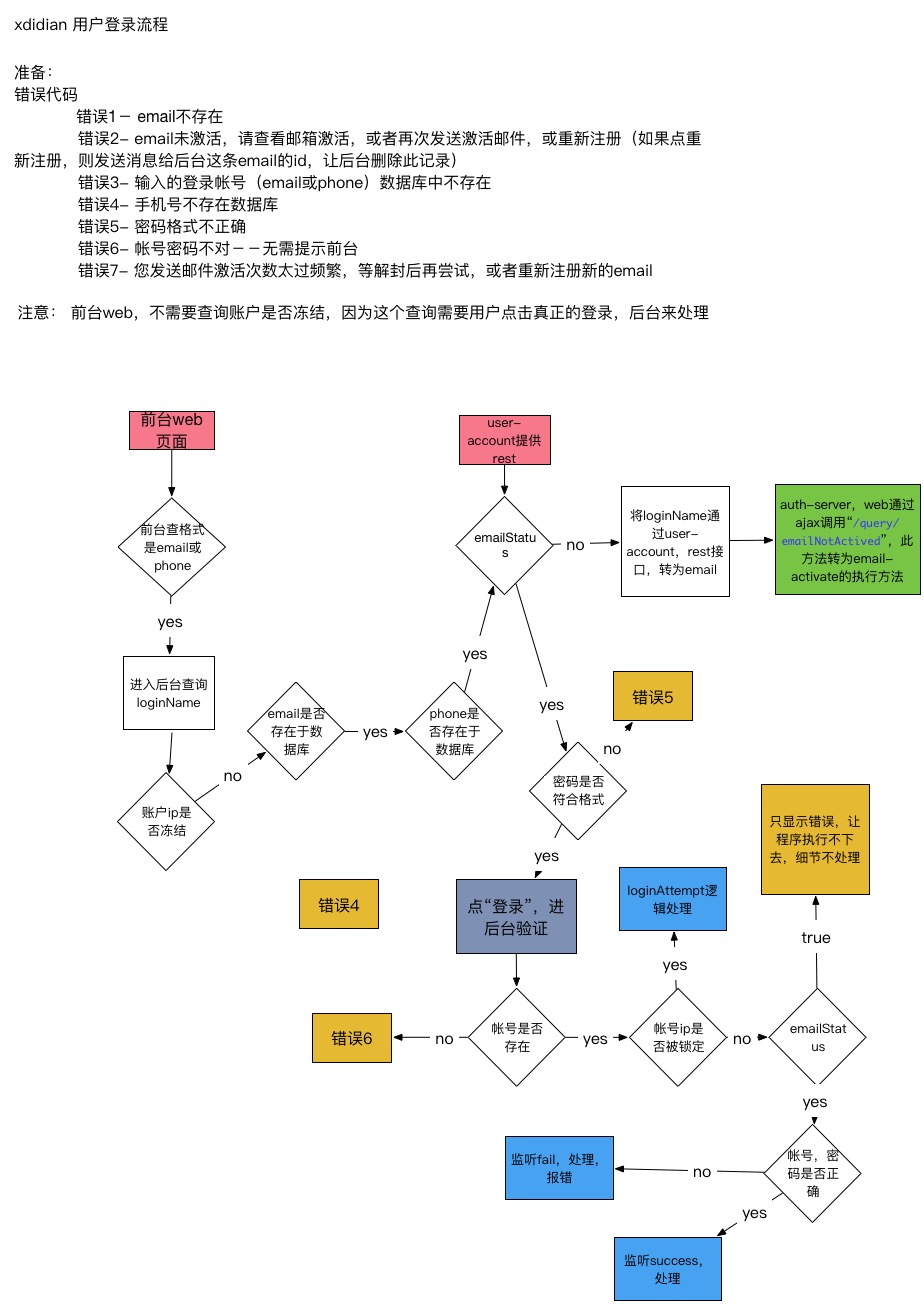 xdidian 用户登录流程
准备：
错误代码
错误1－ email不存在
错误2- email未激活，请查看邮箱激活，或者再次发送激活邮件，或重新注册（如果点重
新注册，则发送消息给后台这条email的id，让后台删除此记录）
错误3- 输入的登录帐号（email或phone）数据库中不存在
错误4- 手机号不存在数据库
错误5- 密码格式不正确
错误6- 帐号密码不对－－无需提示前台
错误7- 您发送邮件激活次数太过频繁，等解封后再尝试，或者重新注册新的email
注意： 前台web，不需要查询账户是否冻结，因为这个查询需要用户点击真正的登录，后台来处理
前台web
页面
user-
account提供
rest
前台查格式
是email或
phone
emailStatu
s
no
将loginName通
过user-
account，rest接
口，转为email
auth-server，web通过
ajax调用“/query/
emailNotActived”，此
方法转为email-
activate的执行方法
yes
进入后台查询
loginName
yes
email是否
存在于数
据库
yes
phone是
否存在于
数据库
yes
错误5
no
no
账户ip是
否冻结
密码是否
符合格式
只显示错误，让
程序执行不下
去，细节不处理
yes
错误4
点“登录”，进
后台验证
loginAttempt逻
辑处理
true
yes
错误6
no
帐号是否
存在
yes
帐号ip是
否被锁定
no
emailStat
us
yes
监听fail，处理，
报错
no
帐号，密
码是否正
确
yes
监听success，
处理